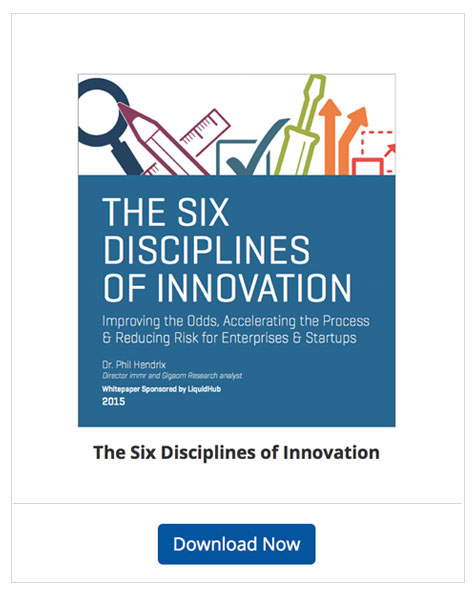 THE SIX
DISCIPLINES
OF INNOVATION
Improving the Odds, Accelerating the Process
& Reducing Risk for Enterprises & Startups
Dr. Phil Hendrix
Director immr and Gigaom Research analyst
Whitepaper Sponsored by LiquidHub
2015
The Six Disciplines of Innovation
Download Now